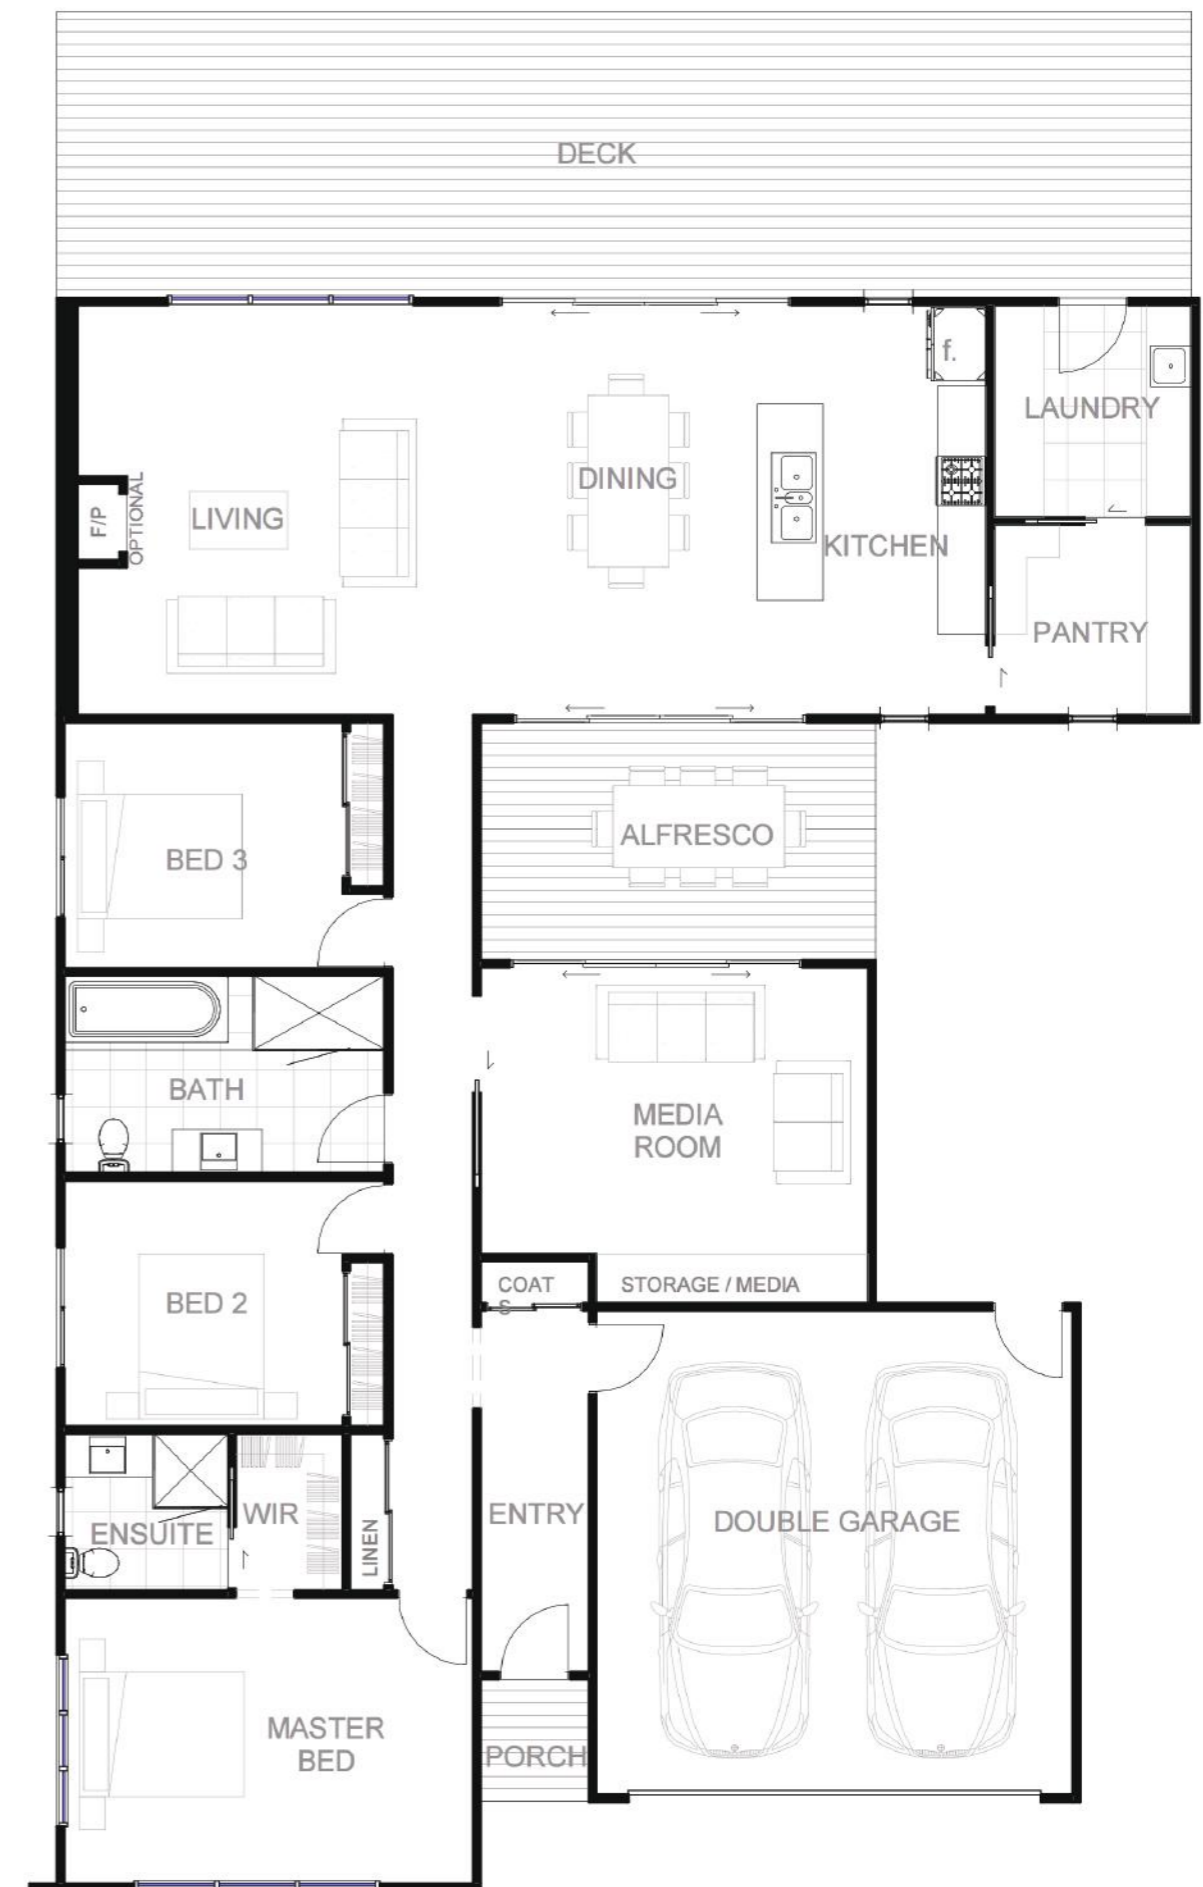 DECK
f.
LAUNDRY
F/P
OPTIONAL
LIVING
DINING
KITCHEN
PANTRY
BED 3
ALFRESCO
BATH
MEDIA
ROOM
BED 2
COAT
S
STORAGE / MEDIA
ENSUITE
WIR
LINEN
ENTRY
DOUBLE GARAGE
MASTER
BED
PORCH